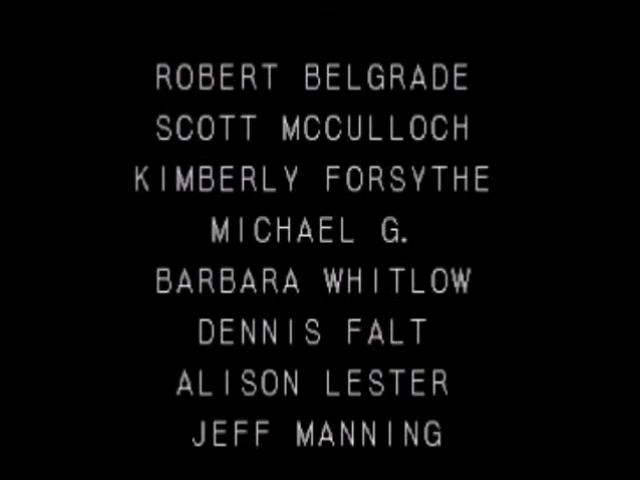 ROBERT BELGRADE
SCOTT MCCULLOCH
KIMBERLY FORSYTHE
MICHAEL G.
BARBARA WHITLOW
DENNIS FALT
ALISON LESTER
JEFF MANNING